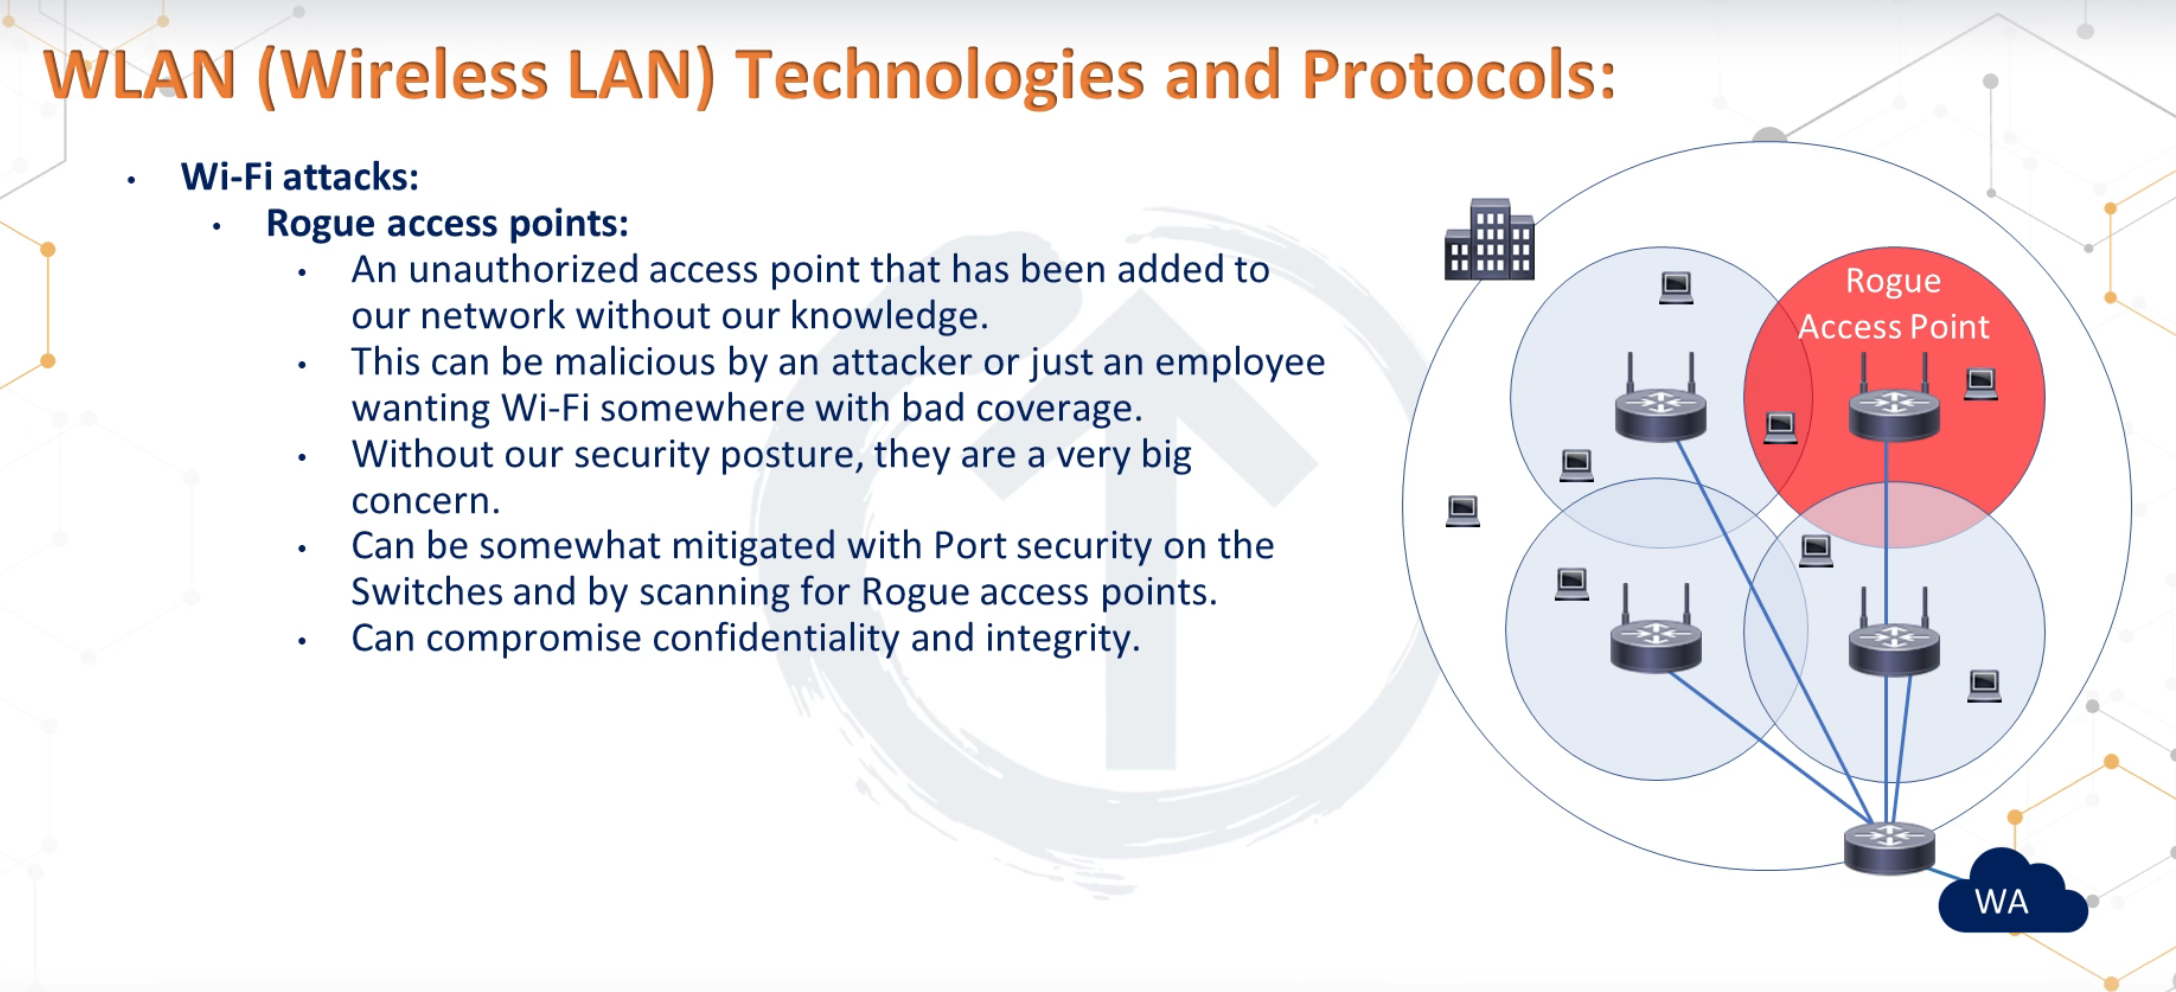 WLAN (Wireless LAN) Technologies and Protocols:
• Wi-Fi attacks:
• Rogue access points:
• An unauthorized access point that has been added to
our network without our knowledge.
• This can be malicious by an attacker or just an employee
wanting Wi-Fi somewhere with bad coverage.
• Without our security posture, they are a very big
concern.
• Can be somewhat mitigated with Port security on the
Switches and by scanning for Rogue access points.
• Can compromise confidentiality and integrity.
Rogue
Access Point
WA